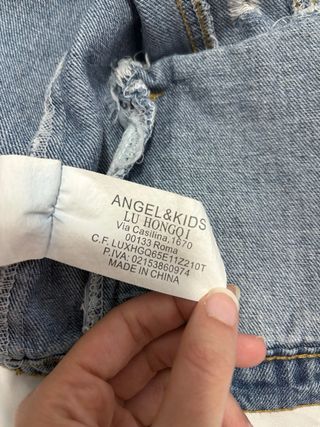 ANGEL&KIDS
LU HONGQI
Via Casilina,1670
00133 Roma
C.F. LUXHGQ65E11Z210T
P.IVA: 02153860974
MADE IN CHINA